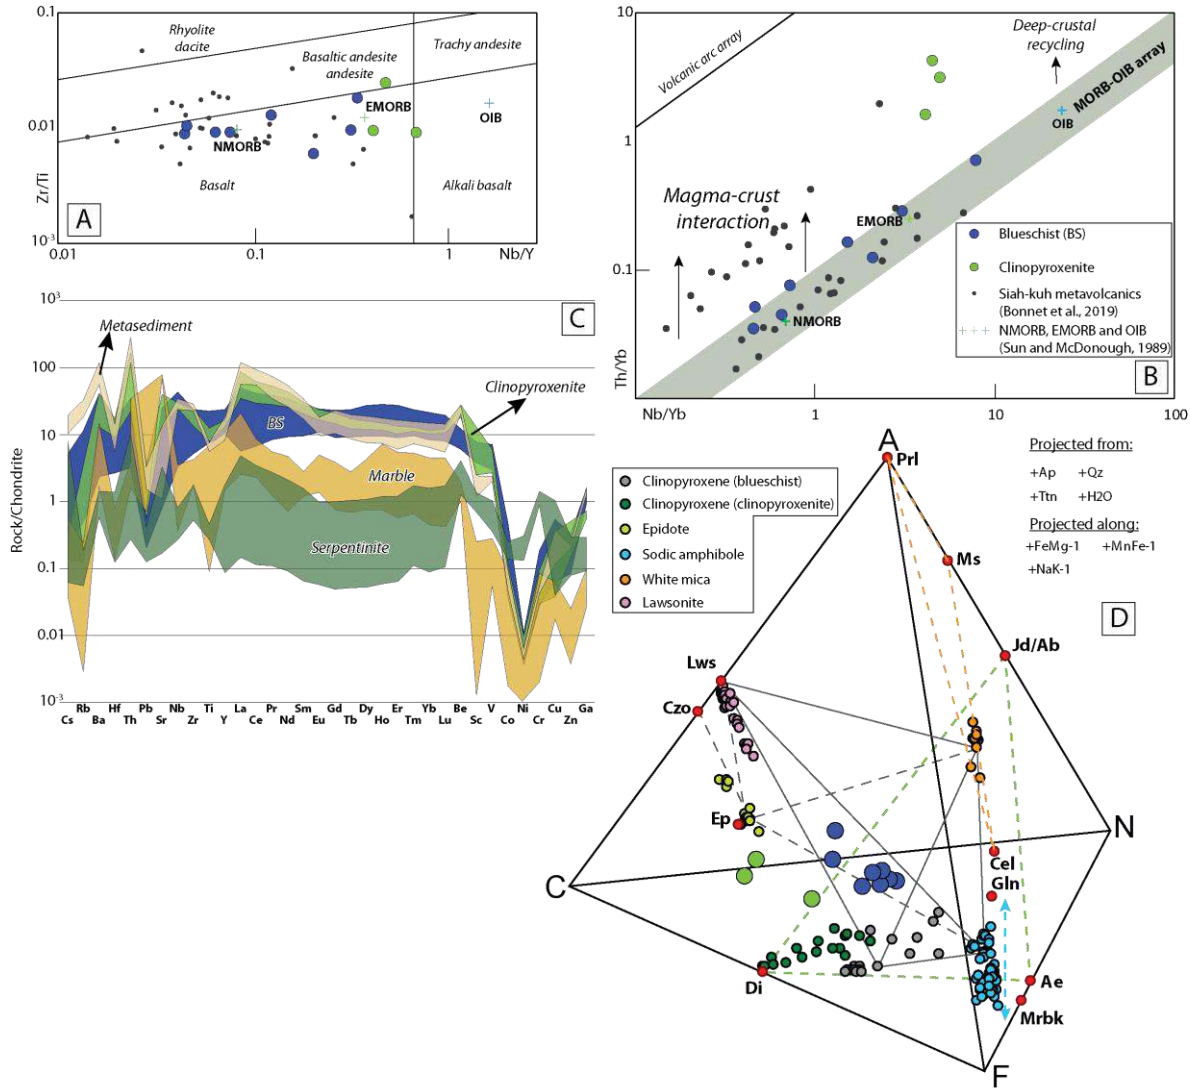 0.1
0.01
10-3
Zr/Ti
Rhyolite
dacite
Basaltic andesite
andesite
Trachy andesite
EMORB
OIB
NMORB
Basalt
Alkali basalt
A
0.01
0.1
1
Nb/Y
10
1
0.1
Th/Yb
Volcanic arc array
Deep-crustal
recycling
MORB-OIB array
OIB
Magma-crust
interaction
EMORB
NMORB
Blueschist (BS)
Clinopyroxenite
Siah-kuh metavolcanics
(Bonnet et al., 2019)
NMORB, EMORB and OIB
(Sun and McDonough, 1989)
B
Nb/Yb
1
10
100
103
100
10
1
0.1
0.01
10-3
Rock/Chondrite
C
Metasediment
Clinopyroxenite
BS
Marble
Serpentinite
Rb Hf Pb Nb Ti La Pr Sm Gd Dy Er Yb Be V Ni Cu Ga
Cs Ba Th Sr Zr Y Ce Nd Eu Tb Ho Tm Lu Sc Co Cr Zn
Clinopyroxene (blueschist)
Clinopyroxene (clinopyroxenite)
Epidote
Sodic amphibole
White mica
Lawsonite
Projected from:
+Ap +Qz
+Ttn +H2O
Projected along:
+FeMg-1 +MnFe-1
+NaK-1
D
A
Prl
Ms
Jd/Ab
Lws
Czo
Ep
N
Cel
Gln
C
Di
Ae
Mrbk
F